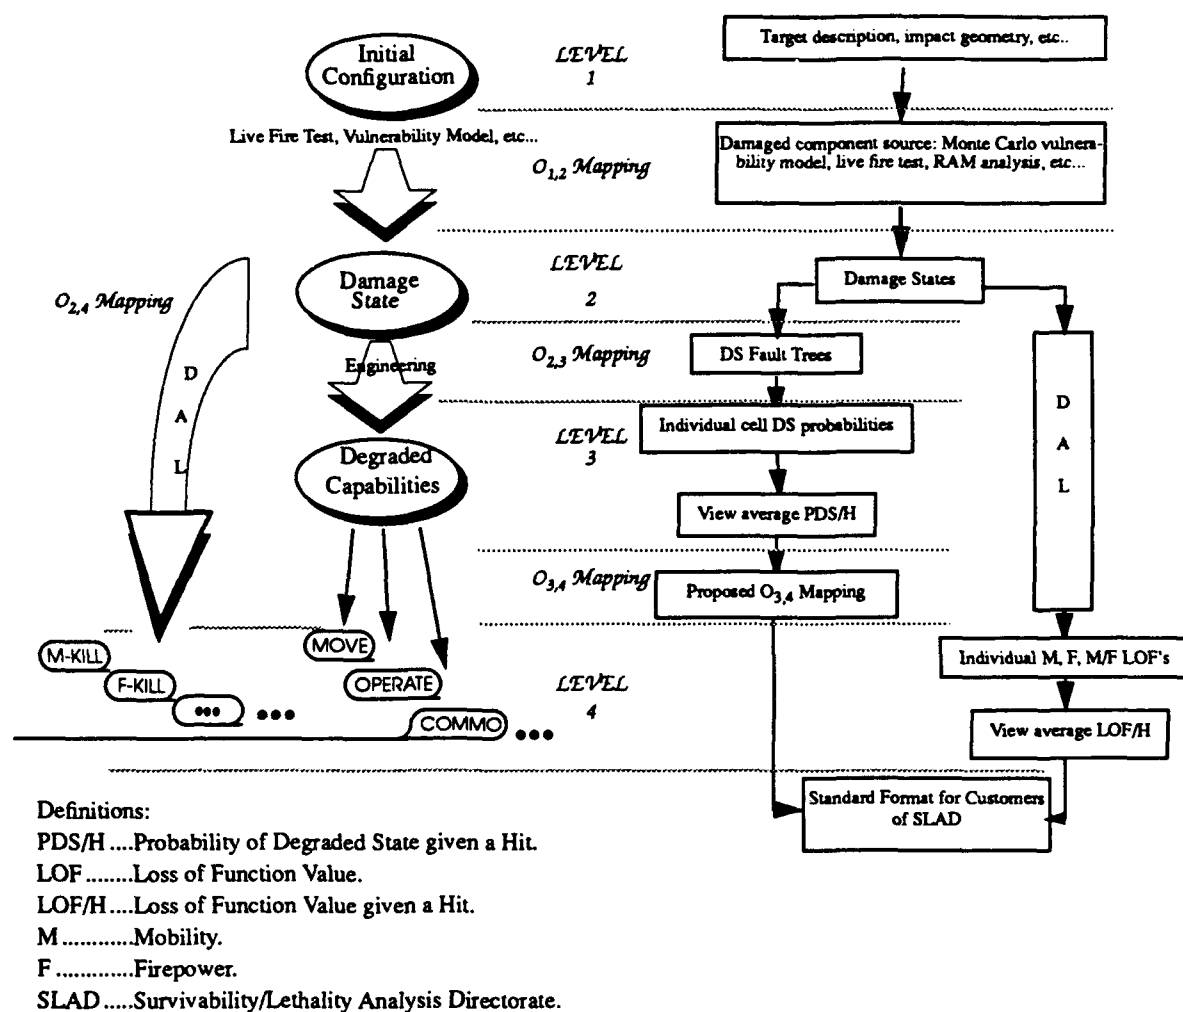 Initial
Configuration
LEVEL
1
Target description, impact geometry, etc..
Live Fire Test, Vulnerability Model, etc...
O1,2 Mapping
Damaged component source: Monte Carlo vulnera-
bility model, live fire test, RAM analysis, etc...
O2,4 Mapping
D
A
L
Damage
State
LEVEL
2
Damage States
Engineering
O2,3 Mapping
DS Fault Trees
D
A
L
Degraded
Capabilities
LEVEL
3
Individual cell DS probabilities
View average PDS/H
O3,4 Mapping
Proposed O3,4 Mapping
M-KILL
F-KILL
•••
•••
MOVE
OPERATE
COMMO
•••
LEVEL
4
Individual M, F, M/F LOF's
View average LOF/H
Standard Format for Customers
of SLAD
Definitions:
PDS/H ....Probability of Degraded State given a Hit.
LOF ........Loss of Function Value.
LOF/H ....Loss of Function Value given a Hit.
M ............Mobility.
F .............Firepower.
SLAD .....Survivability/Lethality Analysis Directorate.